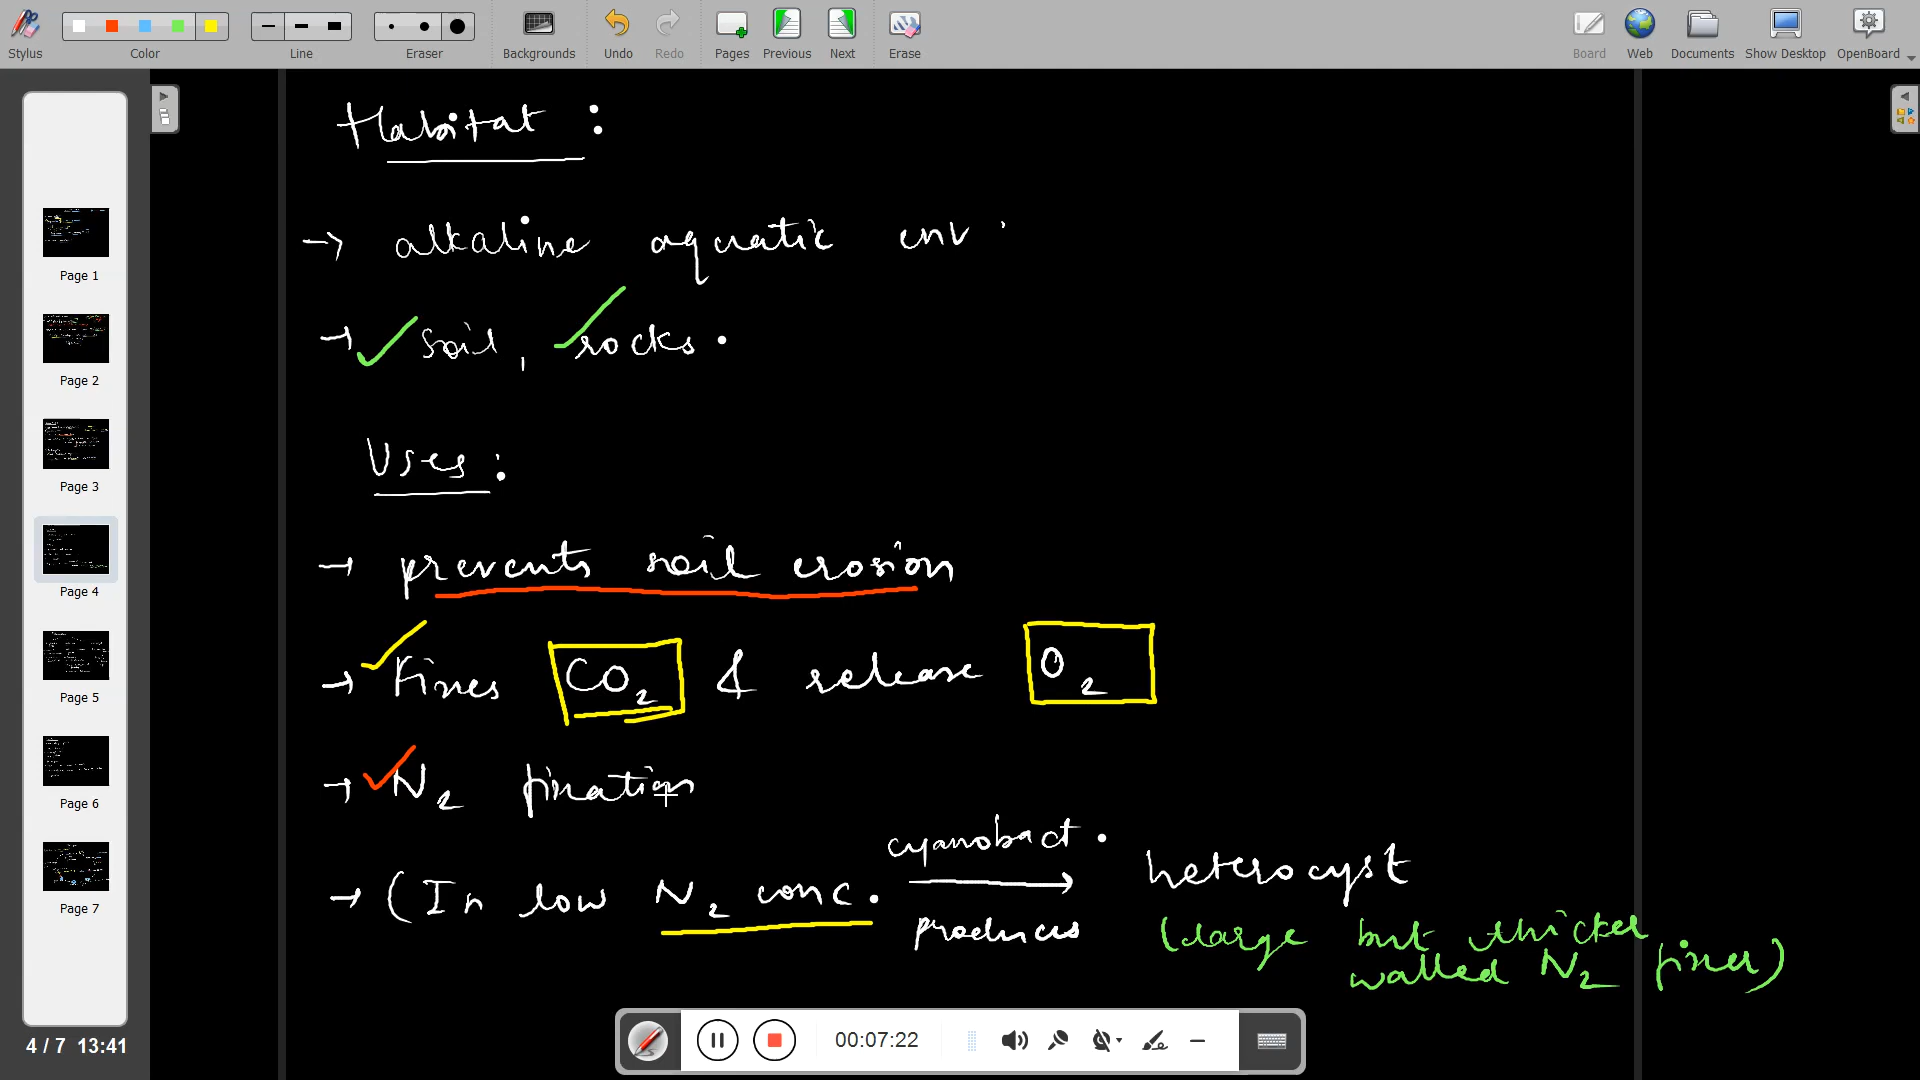 Stylus Color Line Eraser Backgrounds Undo Redo Pages Previous Next Erase Board Web Documents Show Desktop OpenBoard
Page 1
Page 2
Page 3
Page 4
Page 5
Page 6
Page 7
4 / 7 13:41
Habitat :
→ alkaline aquatic env.
→ ✓ soil, ✓ rocks.
Uses :
→ prevents soil erosion
→ ✓ Fixes CO2 & release O2
→ ✓ N2 fixation
→ (In low N2 conc. cyanobact. → produces heterocyst
(large but thicker
walled N2 fixer)
00:07:22